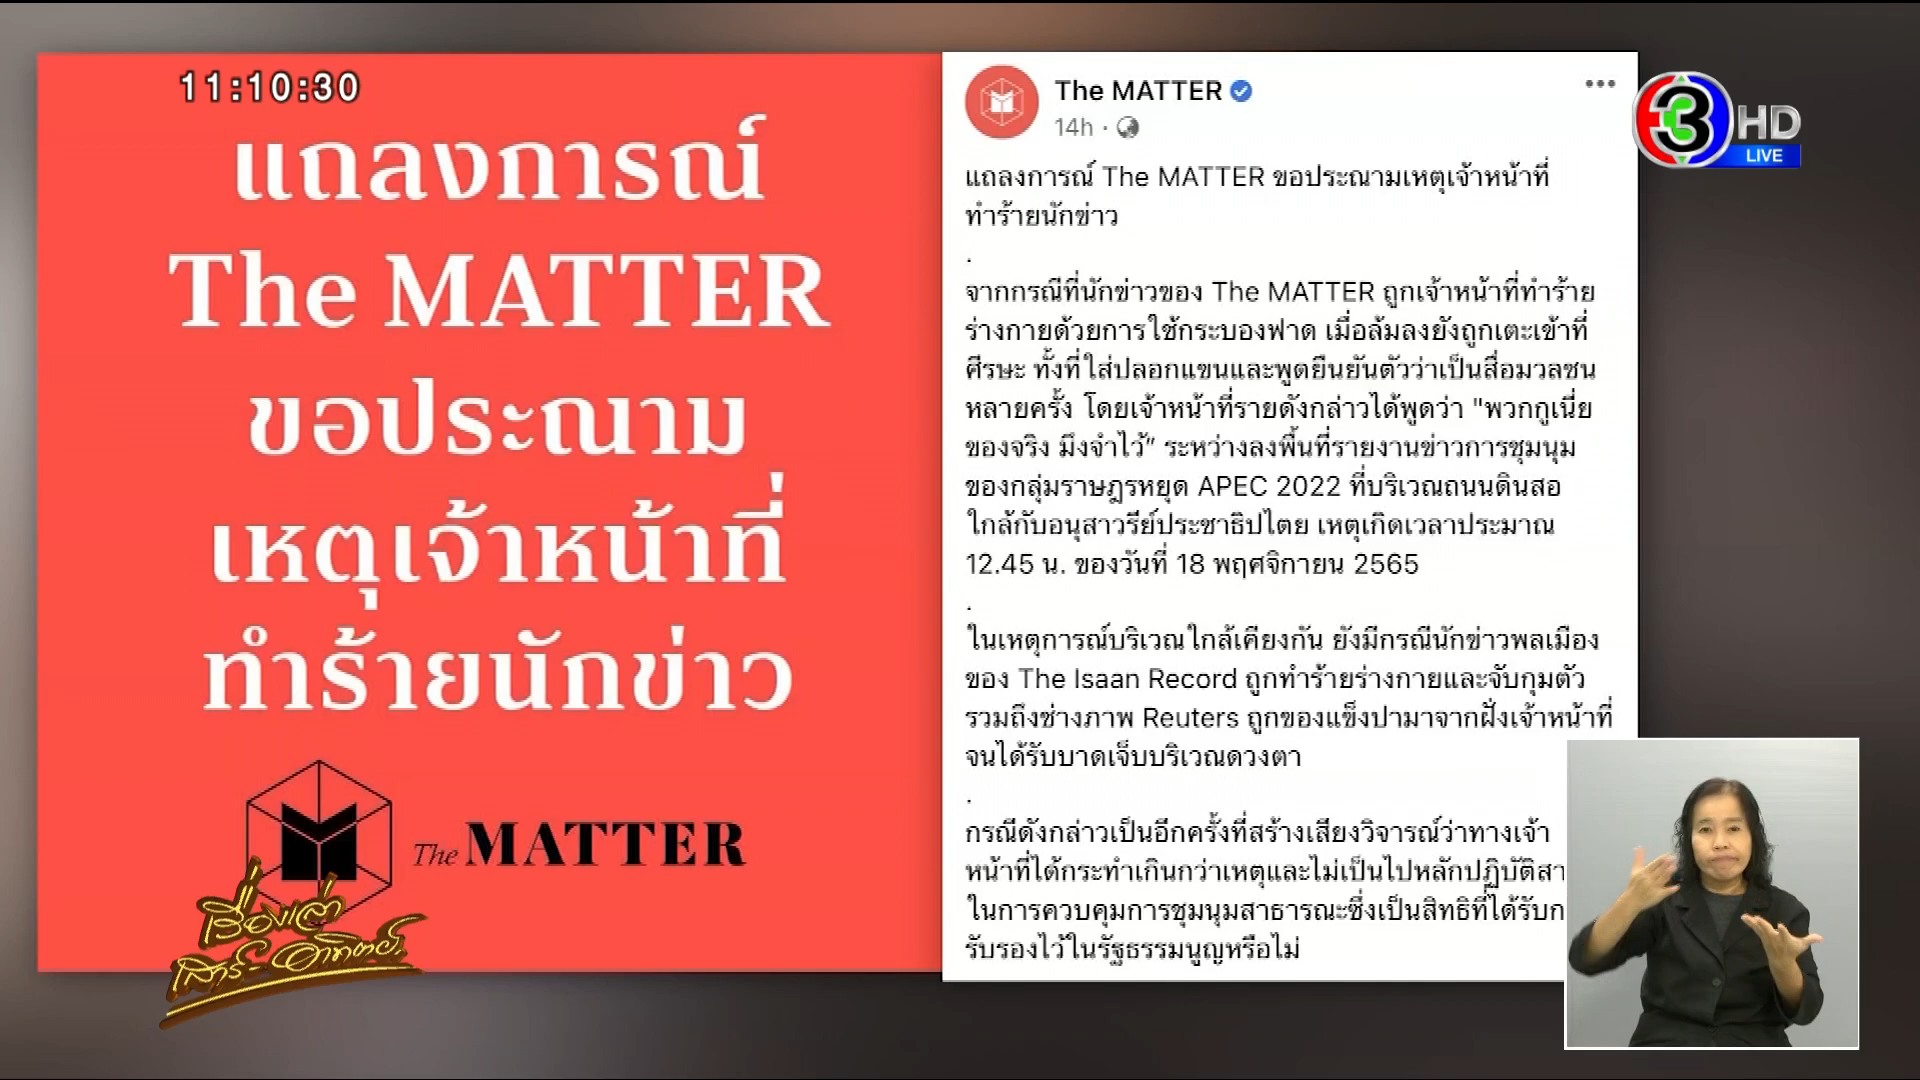 11:10:30
แถลงการณ์
The MATTER
ขอประณาม
เหตุเจ้าหน้าที่
ทำร้ายนักข่าว
The MATTER
เรื่องเล่า
เสาร์-อาทิตย์
The MATTER
14h ·
แถลงการณ์ The MATTER ขอประณามเหตุเจ้าหน้าที่
ทำร้ายนักข่าว
.
จากกรณีที่นักข่าวของ The MATTER ถูกเจ้าหน้าที่ทำร้าย
ร่างกายด้วยการใช้กระบองฟาด เมื่อล้มลงยังถูกเตะเข้าที่
ศีรษะ ทั้งที่ใส่ปลอกแขนและพูดยืนยันตัวว่าเป็นสื่อมวลชน
หลายครั้ง โดยเจ้าหน้าที่รายดังกล่าวได้พูดว่า "พวกกูเนี่ย
ของจริง มึงจำไว้" ระหว่างลงพื้นที่รายงานข่าวการชุมนุม
ของกลุ่มราษฎรหยุด APEC 2022 ที่บริเวณถนนดินสอ
ใกล้กับอนุสาวรีย์ประชาธิปไตย เหตุเกิดเวลาประมาณ
12.45 น. ของวันที่ 18 พฤศจิกายน 2565
.
ในเหตุการณ์บริเวณใกล้เคียงกัน ยังมีกรณีนักข่าวพลเมือง
ของ The Isaan Record ถูกทำร้ายร่างกายและจับกุมตัว
รวมถึงช่างภาพ Reuters ถูกของแข็งปามาจากฝั่งเจ้าหน้าที่
จนได้รับบาดเจ็บบริเวณดวงตา
.
กรณีดังกล่าวเป็นอีกครั้งที่สร้างเสียงวิจารณ์ว่าทางเจ้า
หน้าที่ได้กระทำเกินกว่าเหตุและไม่เป็นไปหลักปฏิบัติสา
ในการควบคุมการชุมนุมสาธารณะซึ่งเป็นสิทธิที่ได้รับก
รับรองไว้ในรัฐธรรมนูญหรือไม่
3 HD
LIVE